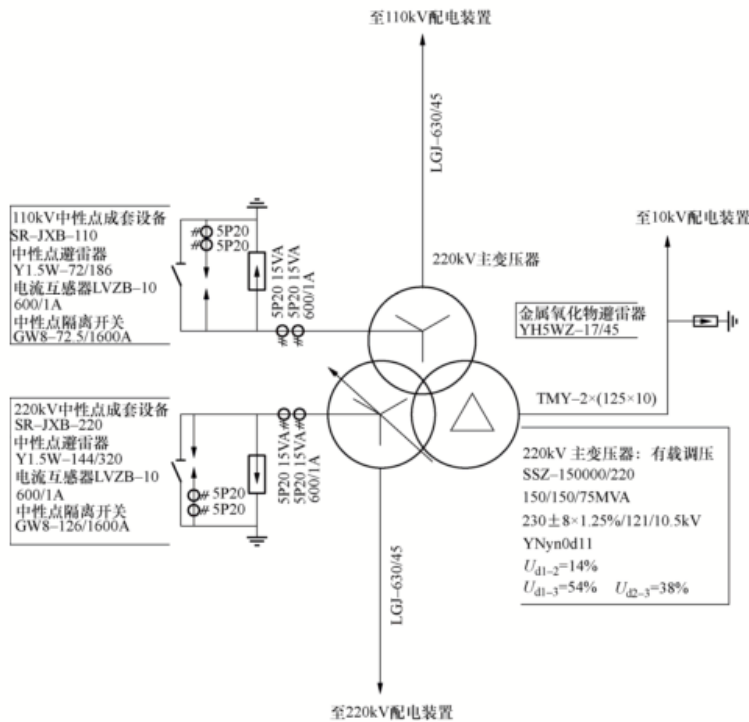 至110kV配电装置
LGJ-630/45
110kV中性点成套设备
SR-JXB-110
中性点避雷器
Y1.5W-72/186
电流互感器LVZB-10
600/1A
中性点隔离开关
GW8-72.5/1600A
#
5P20
#
5P20
5P20 15VA
5P20 15VA
600/1A
#
220kV主变压器
至10kV配电装置
金属氧化物避雷器
YH5WZ-17/45
TMY-2×(125×10)
220kV中性点成套设备
SR-JXB-220
中性点避雷器
Y1.5W-144/320
电流互感器LVZB-10
600/1A
中性点隔离开关
GW8-126/1600A
# 5P20
# 5P20
5P20 15VA#
5P20 15VA#
600/1A
220kV 主变压器：有载调压
SSZ-150000/220
150/150/75MVA
230±8×1.25%/121/10.5kV
YNyn0d11
Ud1-2=14%
Ud1-3=54% Ud2-3=38%
LGJ-630/45
至220kV配电装置